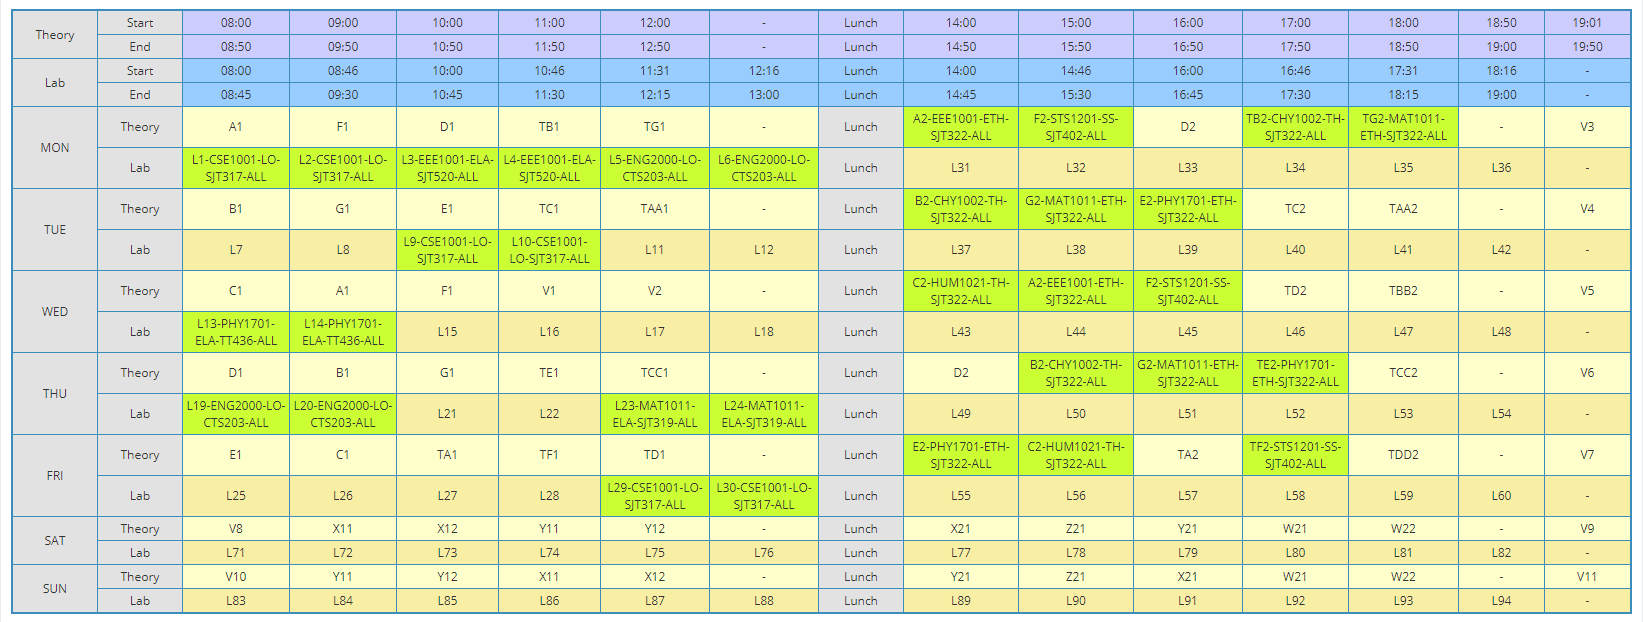 Theory Start 08:00 09:00 10:00 11:00 12:00 - Lunch 14:00 15:00 16:00 17:00 18:00 18:50 19:01
End 08:50 09:50 10:50 11:50 12:50 - Lunch 14:50 15:50 16:50 17:50 18:50 19:00 19:50
Lab Start 08:00 08:46 10:00 10:46 11:31 12:16 Lunch 14:00 14:46 16:00 16:46 17:31 18:16 -
End 08:45 09:30 10:45 11:30 12:15 13:00 Lunch 14:45 15:30 16:45 17:30 18:15 19:00 -
MON Theory A1 F1 D1 TB1 TG1 - Lunch A2-EEE1001-ETH-SJT322-ALL F2-STS1201-SS-SJT402-ALL D2 TB2-CHY1002-TH-SJT322-ALL TG2-MAT1011-ETH-SJT322-ALL - V3
Lab L1-CSE1001-LO-SJT317-ALL L2-CSE1001-LO-SJT317-ALL L3-EEE1001-ELA-SJT520-ALL L4-EEE1001-ELA-SJT520-ALL L5-ENG2000-LO-CTS203-ALL L6-ENG2000-LO-CTS203-ALL Lunch L31 L32 L33 L34 L35 L36 -
TUE Theory B1 G1 E1 TC1 TAA1 - Lunch B2-CHY1002-TH-SJT322-ALL G2-MAT1011-ETH-SJT322-ALL E2-PHY1701-ETH-SJT322-ALL TC2 TAA2 - V4
Lab L7 L8 L9-CSE1001-LO-SJT317-ALL L10-CSE1001-LO-SJT317-ALL L11 L12 Lunch L37 L38 L39 L40 L41 L42 -
WED Theory C1 A1 F1 V1 V2 - Lunch C2-HUM1021-TH-SJT322-ALL A2-EEE1001-ETH-SJT322-ALL F2-STS1201-SS-SJT402-ALL TD2 TBB2 - V5
Lab L13-PHY1701-ELA-TT436-ALL L14-PHY1701-ELA-TT436-ALL L15 L16 L17 L18 Lunch L43 L44 L45 L46 L47 L48 -
THU Theory D1 B1 G1 TE1 TCC1 - Lunch D2 B2-CHY1002-TH-SJT322-ALL G2-MAT1011-ETH-SJT322-ALL TE2-PHY1701-ETH-SJT322-ALL TCC2 - V6
Lab L19-ENG2000-LO-CTS203-ALL L20-ENG2000-LO-CTS203-ALL L21 L22 L23-MAT1011-ELA-SJT319-ALL L24-MAT1011-ELA-SJT319-ALL Lunch L49 L50 L51 L52 L53 L54 -
FRI Theory E1 C1 TA1 TF1 TD1 - Lunch E2-PHY1701-ETH-SJT322-ALL C2-HUM1021-TH-SJT322-ALL TA2 TF2-STS1201-SS-SJT402-ALL TDD2 - V7
Lab L25 L26 L27 L28 L29-CSE1001-LO-SJT317-ALL L30-CSE1001-LO-SJT317-ALL Lunch L55 L56 L57 L58 L59 L60 -
SAT Theory V8 X11 X12 Y11 Y12 - Lunch X21 Z21 Y21 W21 W22 - V9
Lab L71 L72 L73 L74 L75 L76 Lunch L77 L78 L79 L80 L81 L82 -
SUN Theory V10 Y11 Y12 X11 X12 - Lunch Y21 Z21 X21 W21 W22 - V11
Lab L83 L84 L85 L86 L87 L88 Lunch L89 L90 L91 L92 L93 L94 -